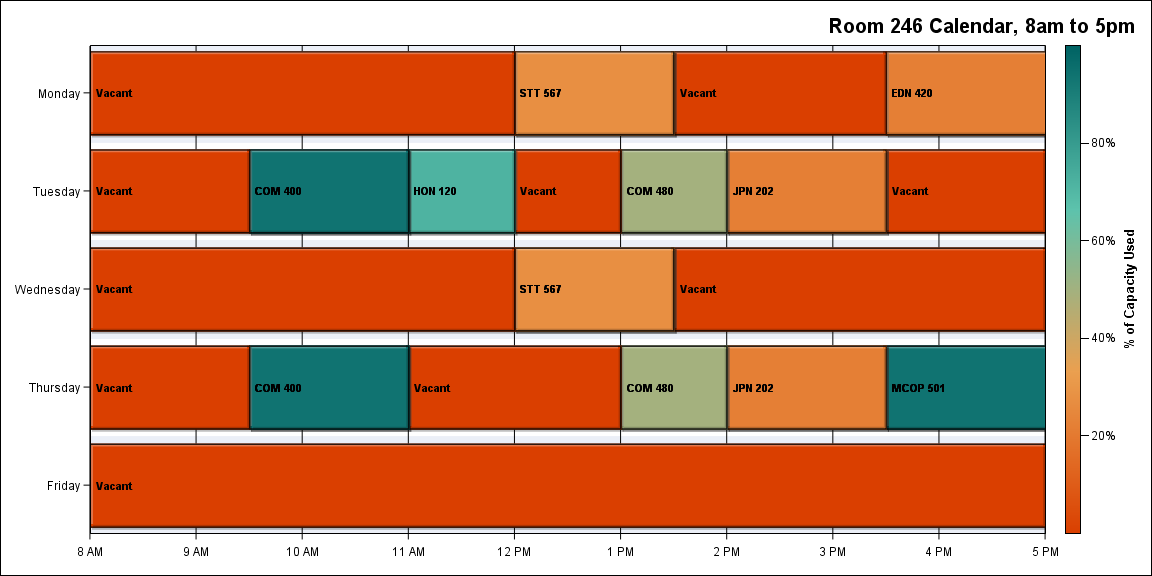 Room 246 Calendar, 8am to 5pm
Monday
Vacant
STT 567
Vacant
EDN 420
Tuesday
Vacant
COM 400
HON 120
Vacant
COM 480
JPN 202
Vacant
Wednesday
Vacant
STT 567
Vacant
Thursday
Vacant
COM 400
Vacant
COM 480
JPN 202
MCOP 501
Friday
Vacant
8 AM
9 AM
10 AM
11 AM
12 PM
1 PM
2 PM
3 PM
4 PM
5 PM
80%
60%
40%
20%
% of Capacity Used